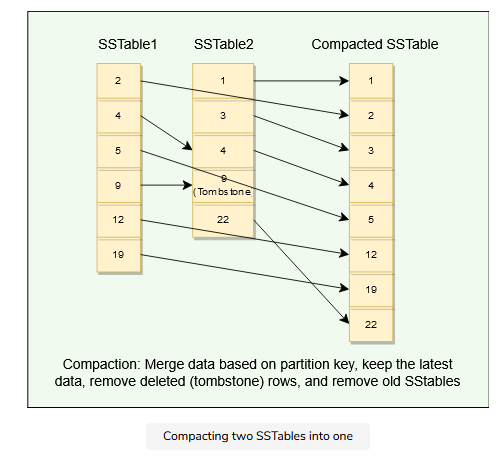 SSTable1
SSTable2
Compacted SSTable
2
4
5
9
12
19
1
3
4
9
(Tombstone
22
1
2
3
4
5
12
19
22
Compaction: Merge data based on partition key, keep the latest
data, remove deleted (tombstone) rows, and remove old SStables
Compacting two SSTables into one